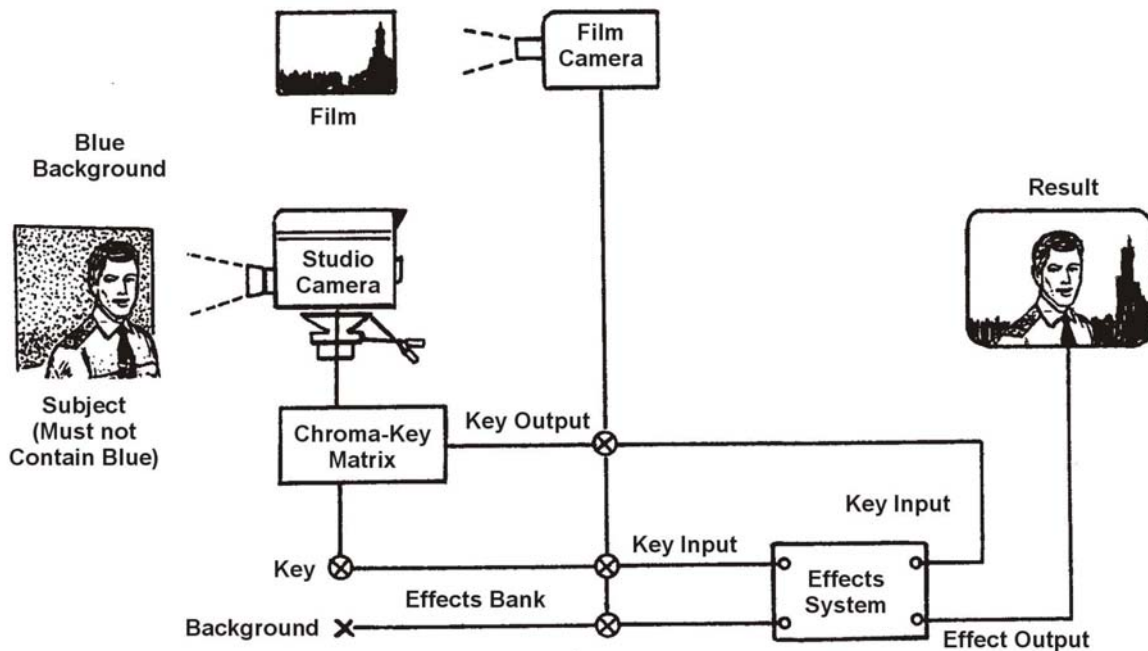 Film
Camera
Film
Blue
Background
Result
Studio
Camera
Subject
(Must not
Contain Blue)
Chroma-Key
Matrix
Key Output
Key Input
Key
Key Input
Effects
System
Effects Bank
Background
Effect Output